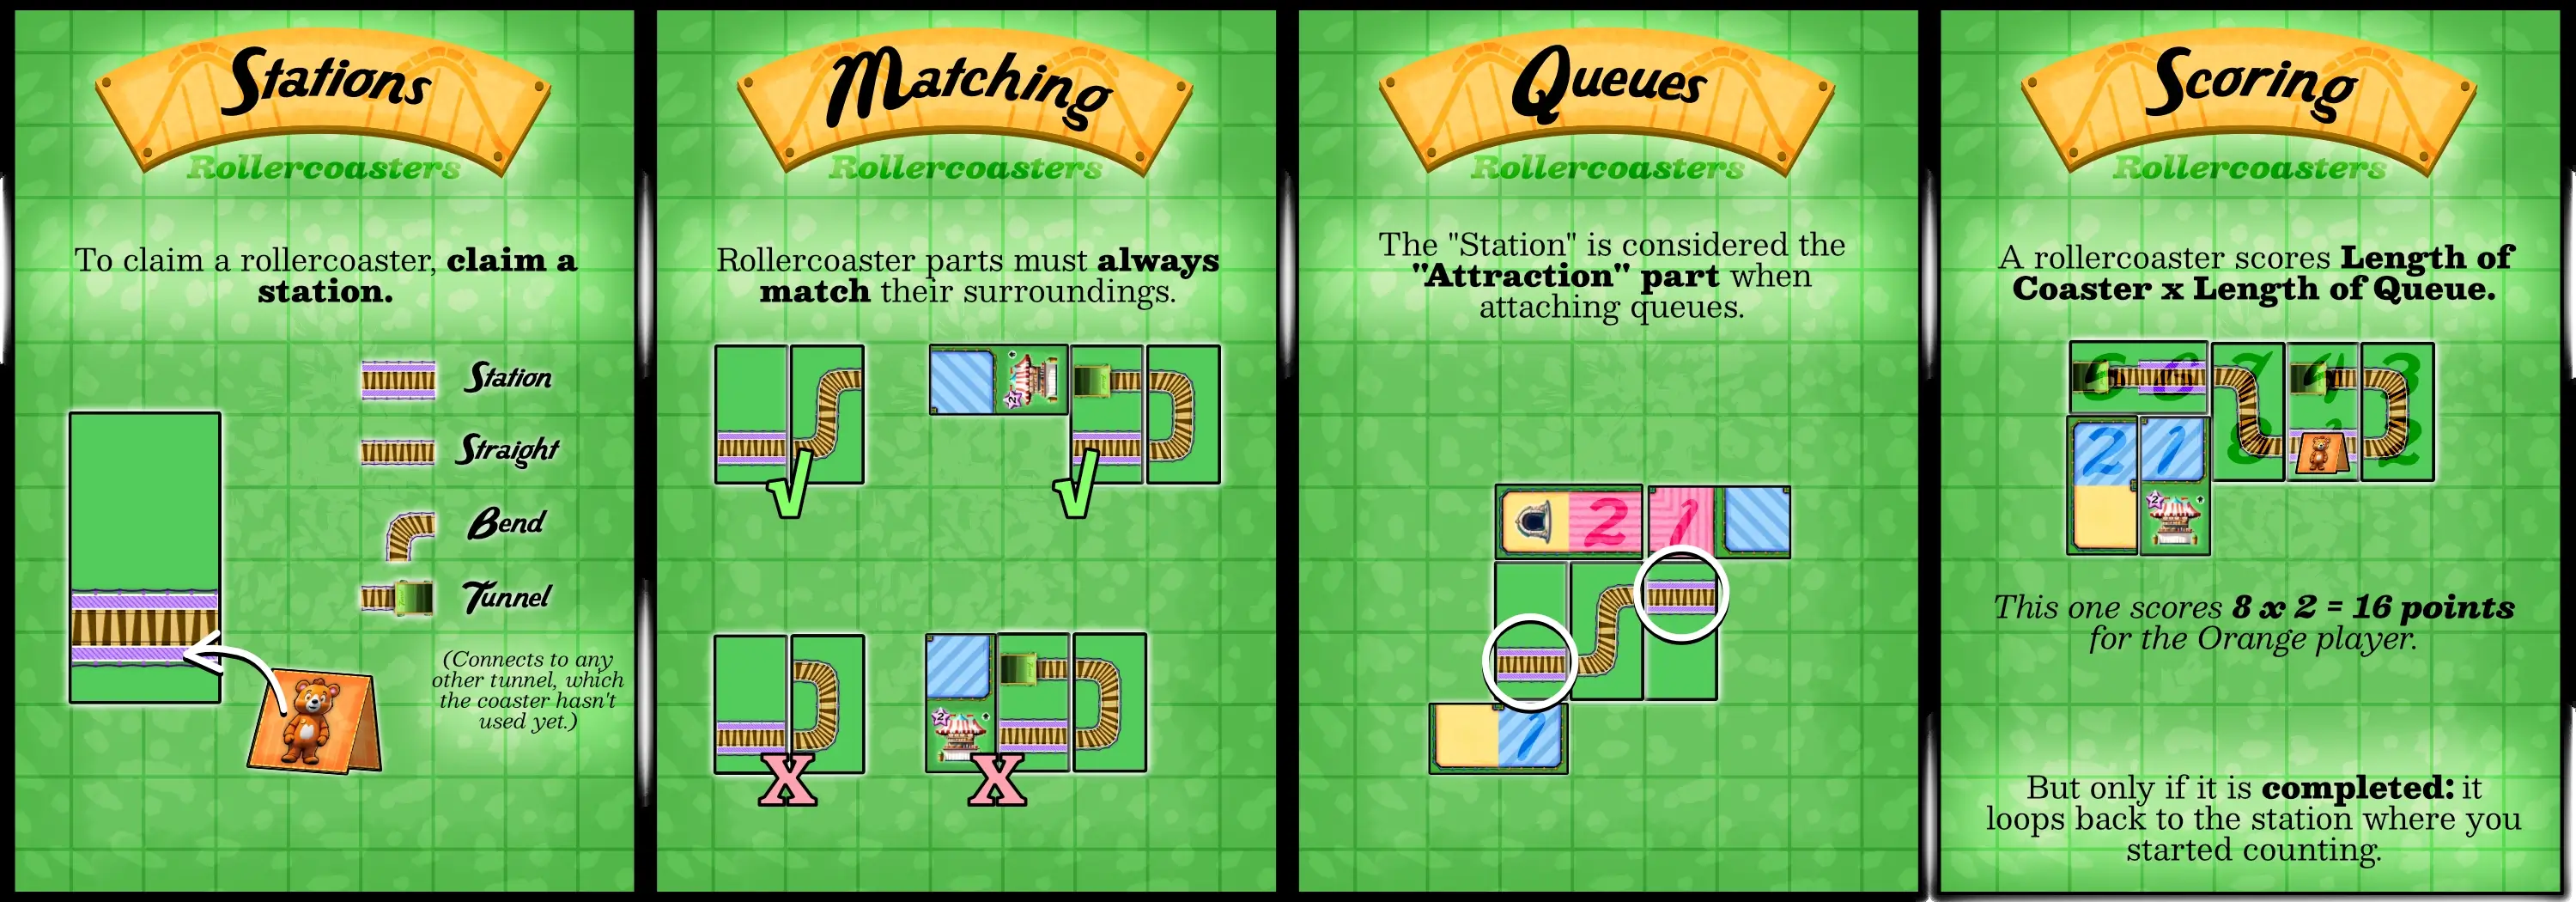 Stations
Rollercoasters
To claim a rollercoaster, claim a
station.
Station
Straight
Bend
Tunnel
(Connects to any
other tunnel, which
the coaster hasn't
used yet.)
Matching
Rollercoasters
Rollercoaster parts must always
match their surroundings.
2
X
2
X
Queues
Rollercoasters
The "Station" is considered the
"Attraction" part when
attaching queues.
2 1
1
Scoring
Rollercoasters
A rollercoaster scores Length of
Coaster x Length of Queue.
7 3
2 1 8 2
2
This one scores 8 x 2 = 16 points
for the Orange player.
But only if it is completed: it
loops back to the station where you
started counting.